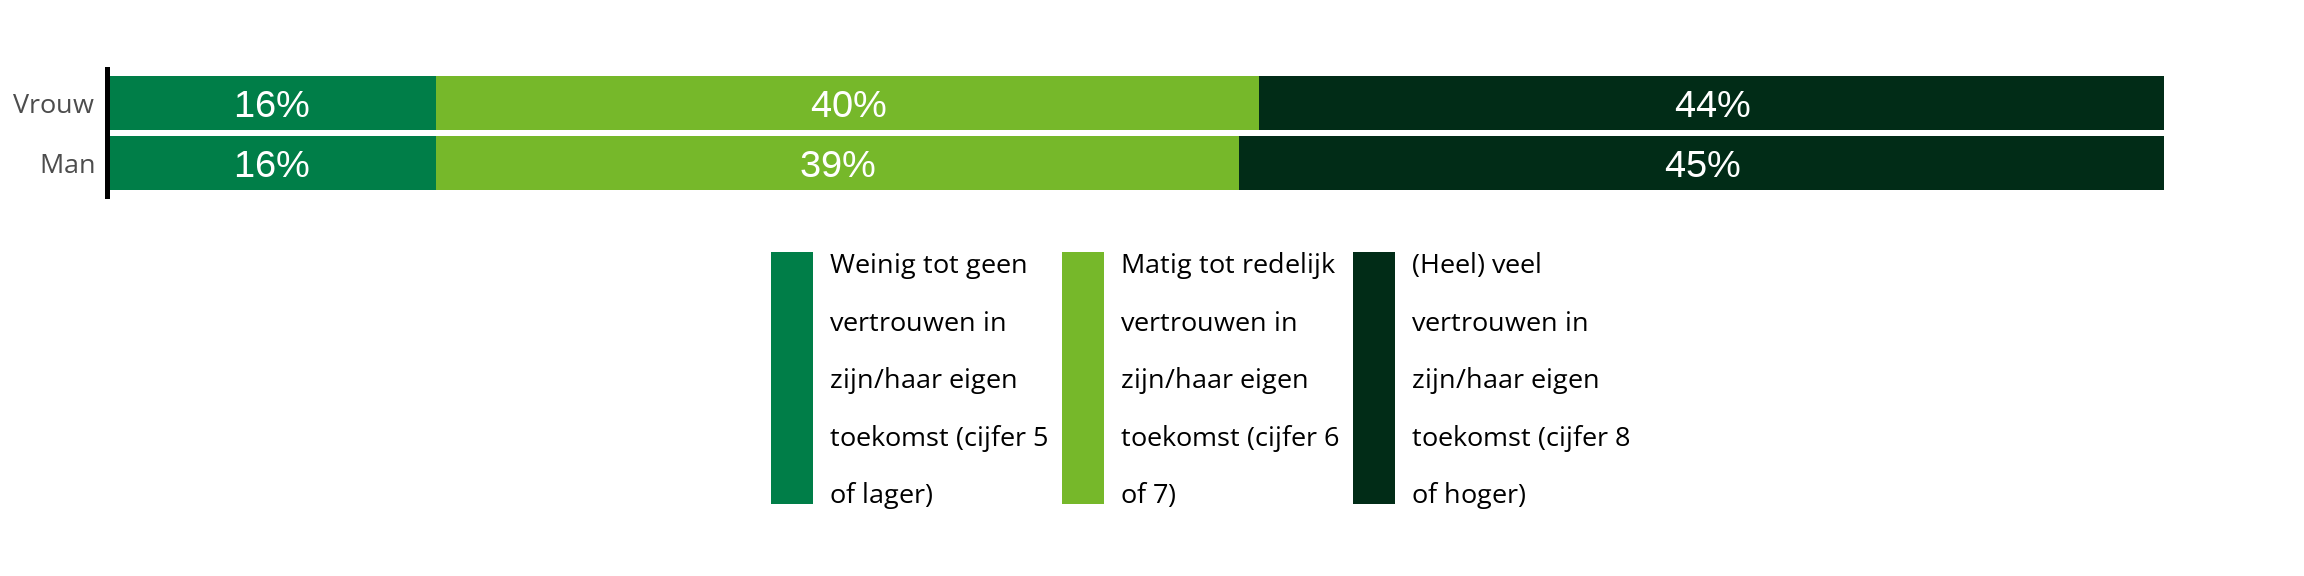 Vrouw 16% 40% 44%
Man 16% 39% 45%
Weinig tot geen
vertrouwen in
zijn/haar eigen
toekomst (cijfer 5
of lager)
Matig tot redelijk
vertrouwen in
zijn/haar eigen
toekomst (cijfer 6
of 7)
(Heel) veel
vertrouwen in
zijn/haar eigen
toekomst (cijfer 8
of hoger)